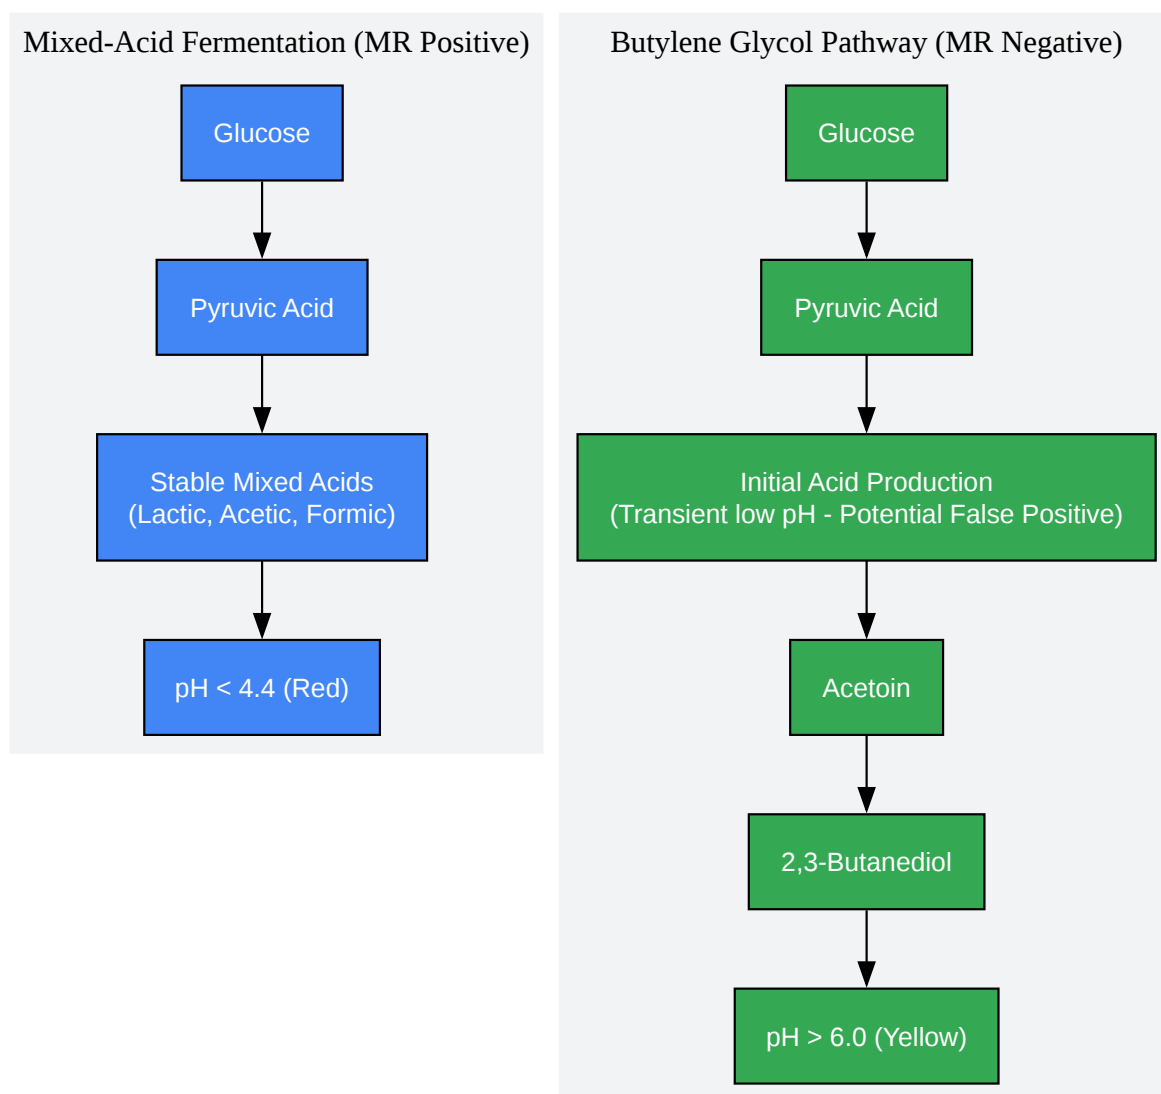 Mixed-Acid Fermentation (MR Positive)
Glucose
Pyruvic Acid
Stable Mixed Acids
(Lactic, Acetic, Formic)
pH < 4.4 (Red)
Butylene Glycol Pathway (MR Negative)
Glucose
Pyruvic Acid
Initial Acid Production
(Transient low pH - Potential False Positive)
Acetoin
2,3-Butanediol
pH > 6.0 (Yellow)